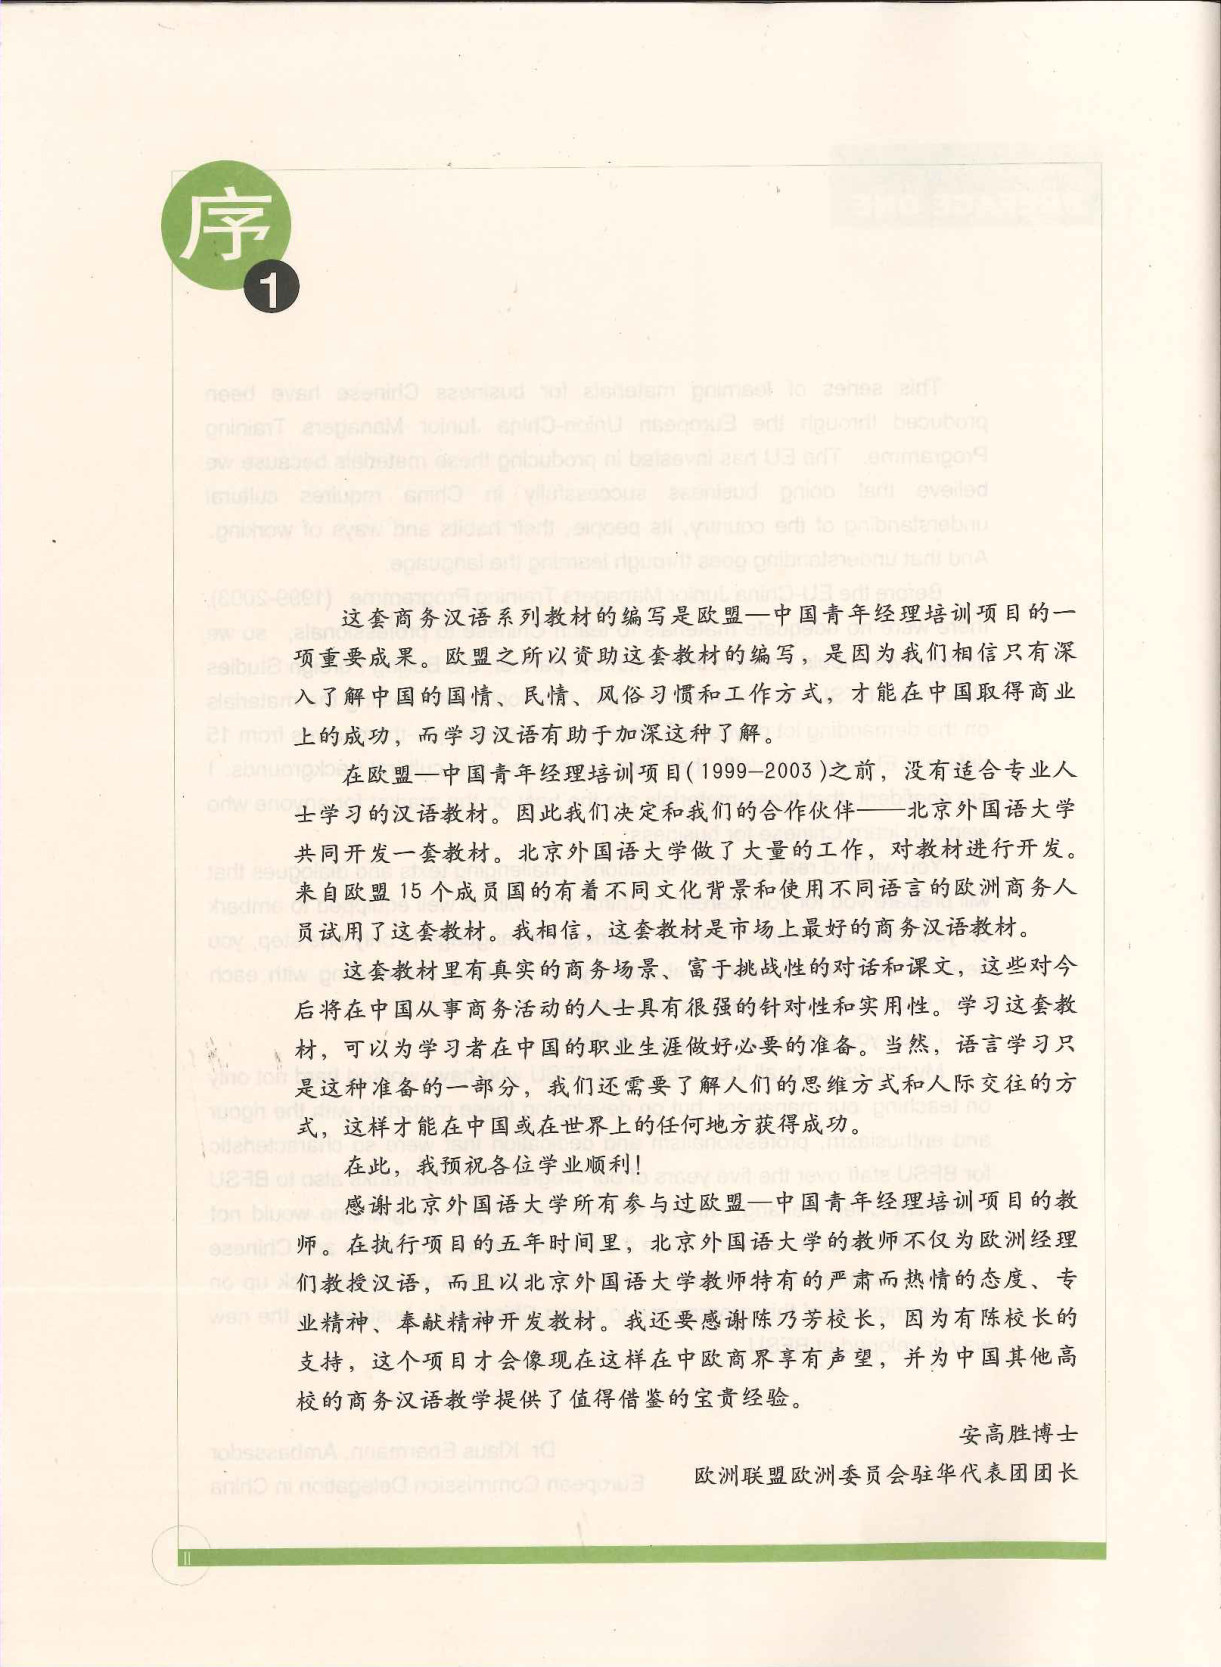 序
1
这套商务汉语系列教材的编写是欧盟—中国青年经理培训项目的一
项重要成果。欧盟之所以资助这套教材的编写，是因为我们相信只有深
入了解中国的国情、民情、风俗习惯和工作方式，才能在中国取得商业
上的成功，而学习汉语有助于加深这种了解。
在欧盟—中国青年经理培训项目(1999–2003)之前，没有适合专业人
士学习的汉语教材。因此我们决定和我们的合作伙伴——北京外国语大学
共同开发一套教材。北京外国语大学做了大量的工作，对教材进行开发。
来自欧盟15个成员国的有着不同文化背景和使用不同语言的欧洲商务人
员试用了这套教材。我相信，这套教材是市场上最好的商务汉语教材。
这套教材里有真实的商务场景、富于挑战性的对话和课文，这些对今
后将在中国从事商务活动的人士具有很强的针对性和实用性。学习这套教
材，可以为学习者在中国的职业生涯做好必要的准备。当然，语言学习只
是这种准备的一部分，我们还需要了解人们的思维方式和人际交往的方
式，这样才能在中国或在世界上的任何地方获得成功。
在此，我预祝各位学业顺利！
感谢北京外国语大学所有参与过欧盟—中国青年经理培训项目的教
师。在执行项目的五年时间里，北京外国语大学的教师不仅为欧洲经理
们教授汉语，而且以北京外国语大学教师特有的严肃而热情的态度、专
业精神、奉献精神开发教材。我还要感谢陈乃芳校长，因为有陈校长的
支持，这个项目才会像现在这样在中欧商界享有声望，并为中国其他高
校的商务汉语教学提供了值得借鉴的宝贵经验。
安高胜博士
欧洲联盟欧洲委员会驻华代表团团长
II